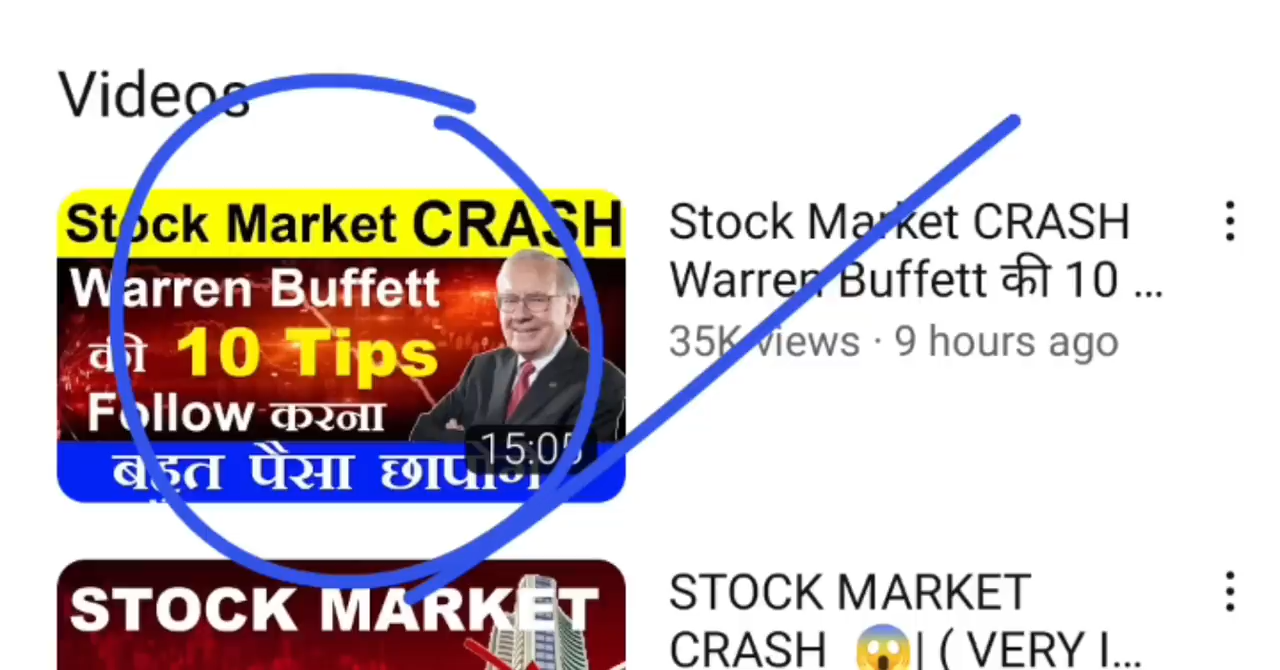 Videos
Stock Market CRASH
Warren Buffett
की 10 Tips
Follow करना
बहुत पैसा छापोगे
15:05
Stock Market CRASH
Warren Buffett की 10 ...
35K views · 9 hours ago
STOCK MARKET
STOCK MARKET
CRASH 😱| ( VERY I...